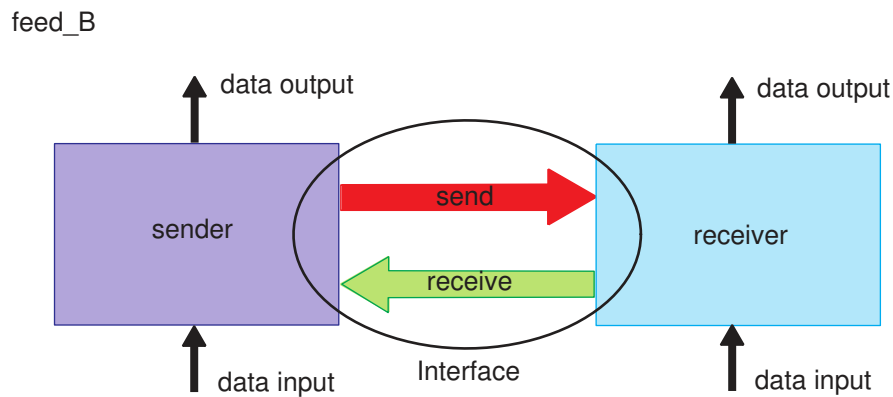 feed_B
data output
data output
send
sender
receiver
receive
Interface
data input
data input